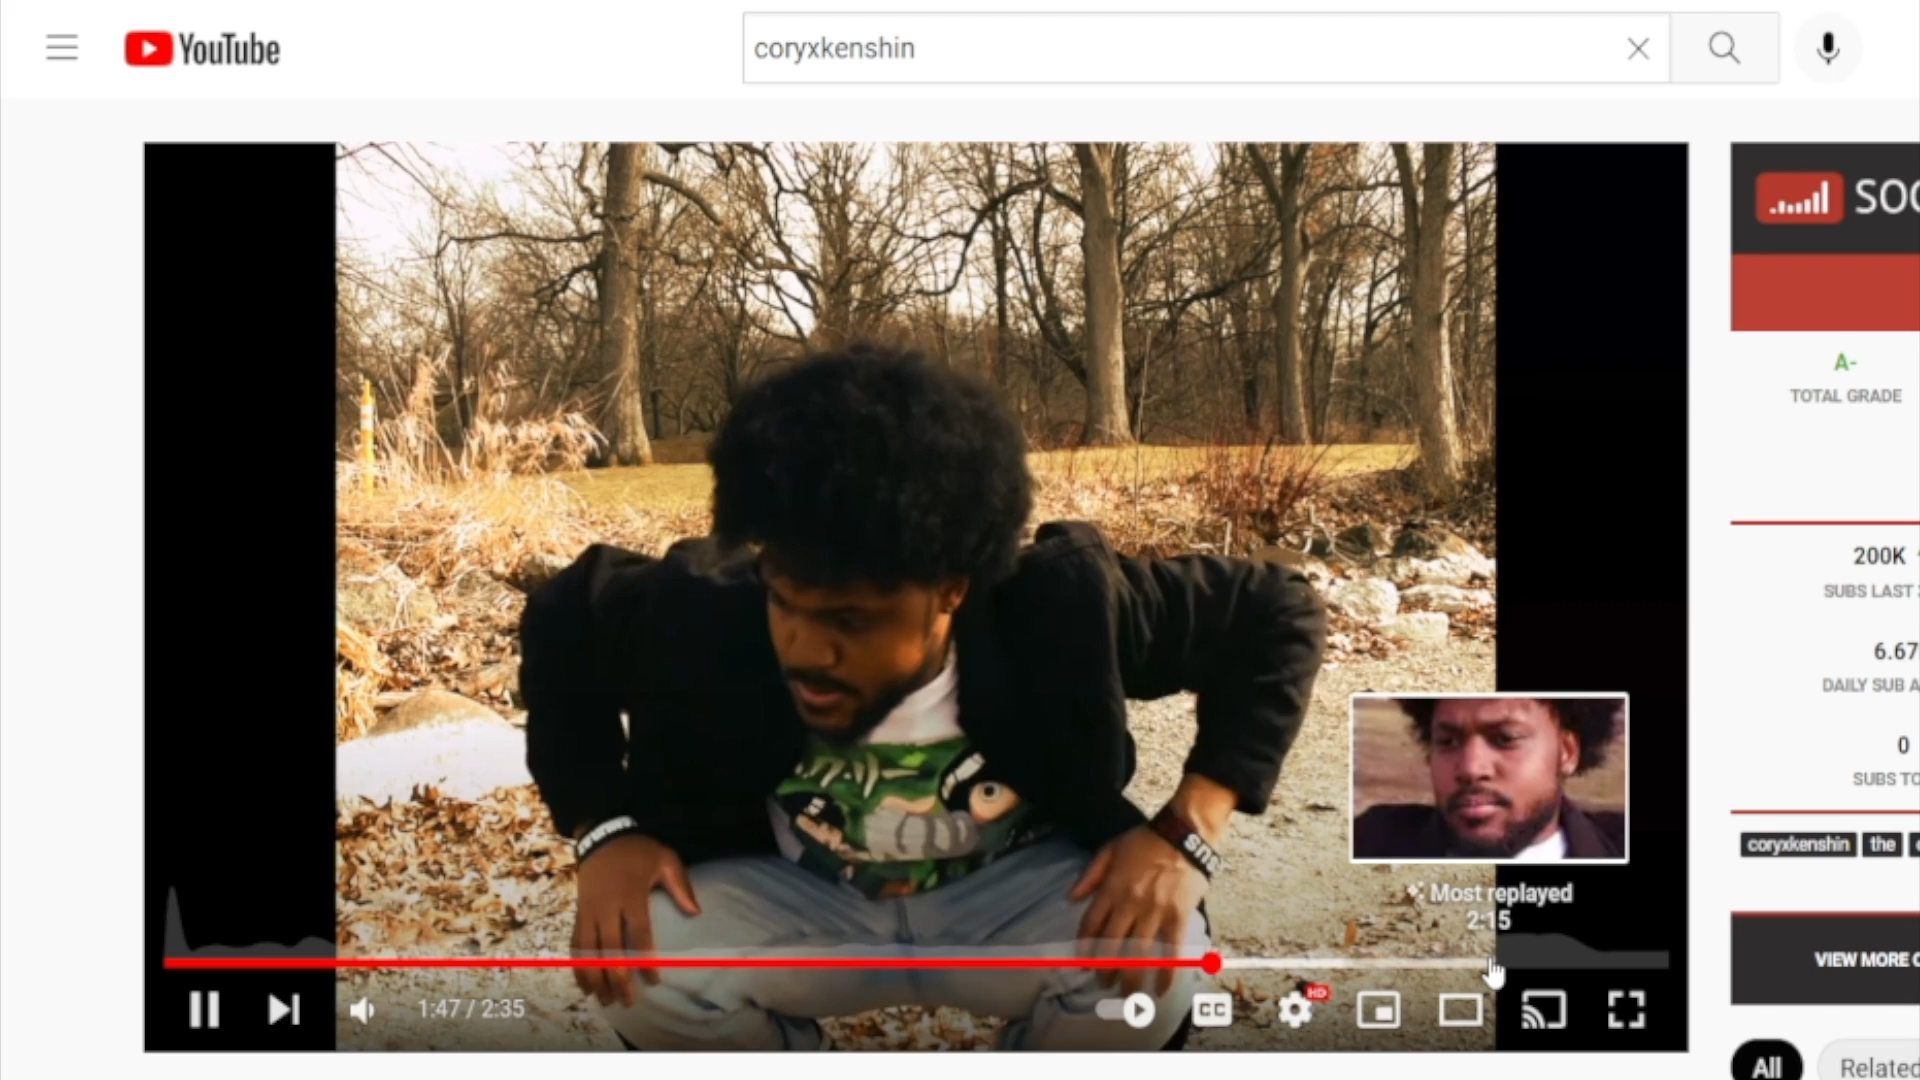 YouTube
coryxkenshin
SOC
A-
TOTAL GRADE
200K
SUBS LAST
6.67
DAILY SUB A
0
SUBS TO
coryxkenshin the
Most replayed
2:15
VIEW MORE
1:47 / 2:35
CC
HD
All
Related